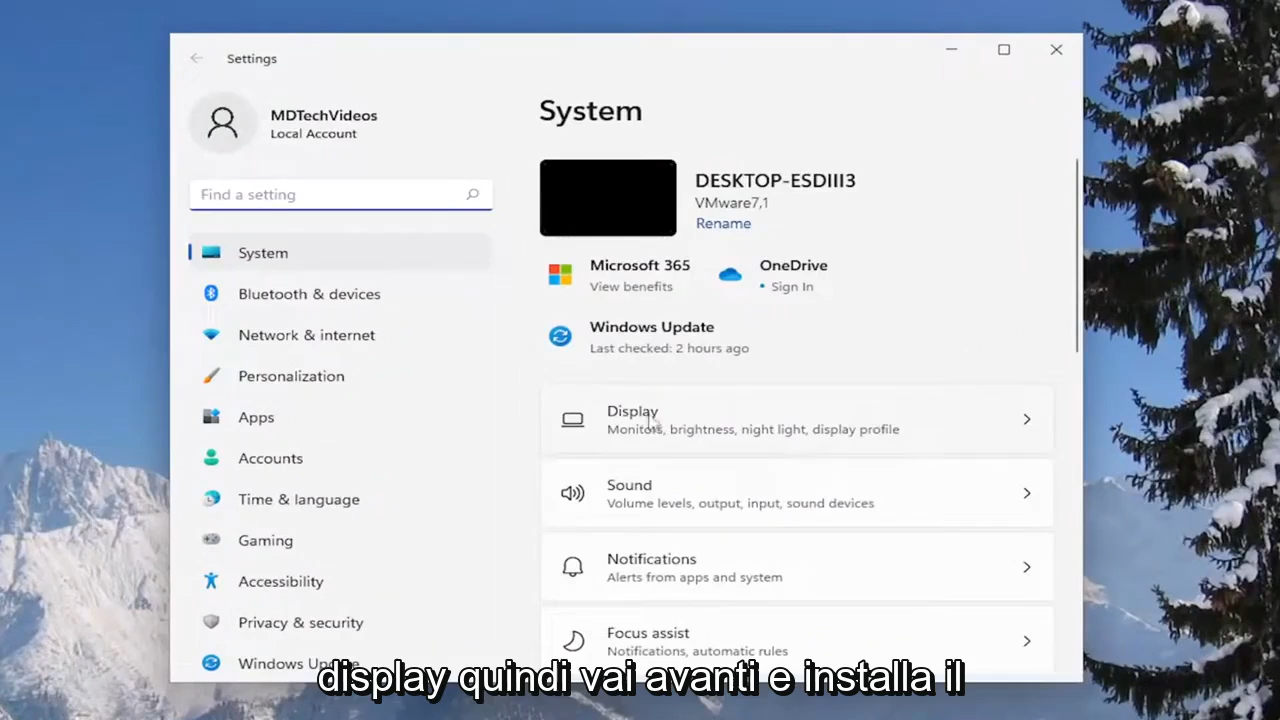 Settings
MDTechVideos
Local Account
Find a setting
System
Bluetooth & devices
Network & internet
Personalization
Apps
Accounts
Time & language
Gaming
Accessibility
Privacy & security
Windows Update
System
DESKTOP-ESDIII3
VMware7,1
Rename
Microsoft 365
View benefits
OneDrive
• Sign In
Windows Update
Last checked: 2 hours ago
Display
Monitors, brightness, night light, display profile
Sound
Volume levels, output, input, sound devices
Notifications
Alerts from apps and system
Focus assist
Notifications, automatic rules
display quindi vai avanti e installa il